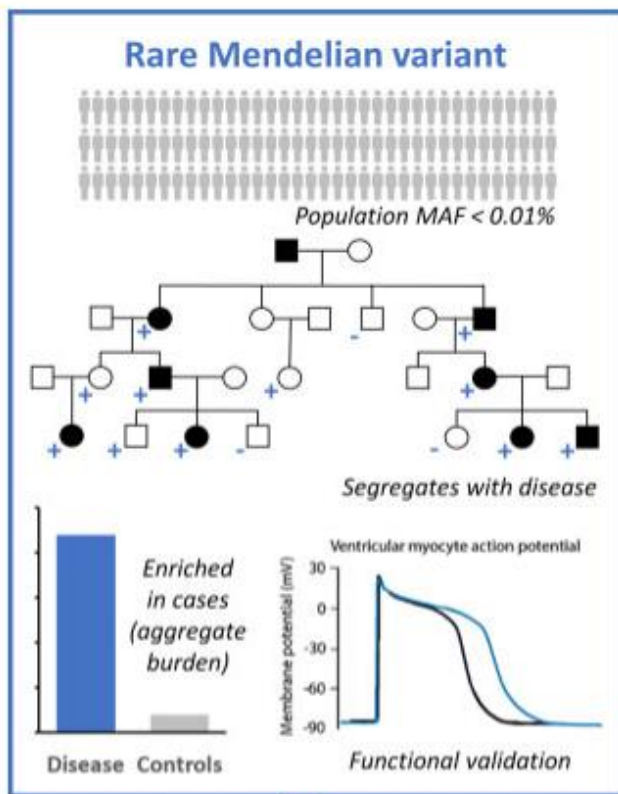 Rare Mendelian variant
Population MAF < 0.01%
+
-
+
+
+
+
+
+
+
+
-
-
+
+
Segregates with disease
Enriched
in cases
(aggregate
burden)
Disease Controls
Ventricular myocyte action potential
Membrane potential (mV)
30
0
-30
-60
-90
Functional validation